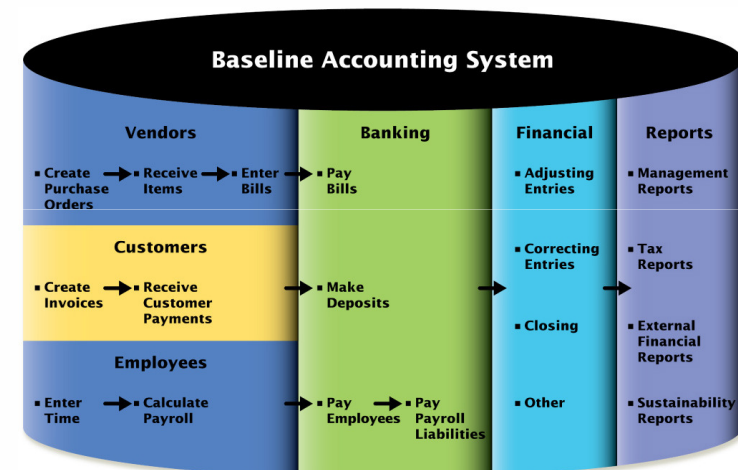 Baseline Accounting System
Vendors
▪ Create
Purchase
Orders
▪ Receive
Items
▪ Enter
Bills
Customers
▪ Create
Invoices
▪ Receive
Customer
Payments
Employees
▪ Enter
Time
▪ Calculate
Payroll
Banking
▪ Pay
Bills
▪ Make
Deposits
▪ Pay
Employees
▪ Pay
Payroll
Liabilities
Financial
▪ Adjusting
Entries
▪ Correcting
Entries
▪ Closing
▪ Other
Reports
▪ Management
Reports
▪ Tax
Reports
▪ External
Financial
Reports
▪ Sustainability
Reports